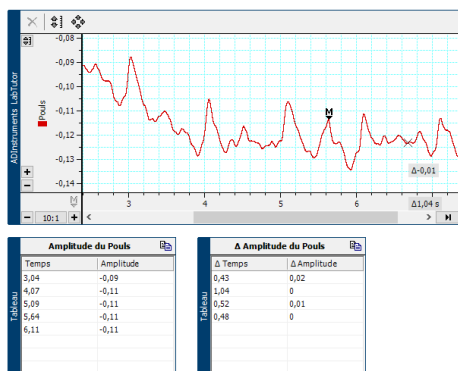 -0,08
-0,09
-0,10
-0,11
-0,12
-0,13
-0,14
ADInstruments LabTutor
Pouls
M
Δ-0,01
M
3 4 5 6
Δ1,04 s
10:1
Amplitude du Pouls
Tableau
Temps Amplitude
3,04 -0,09
4,07 -0,11
5,09 -0,11
5,64 -0,11
6,11 -0,11
Δ Amplitude du Pouls
Tableau
Δ Temps Δ Amplitude
0,43 0,02
1,04 0
0,52 0,01
0,48 0